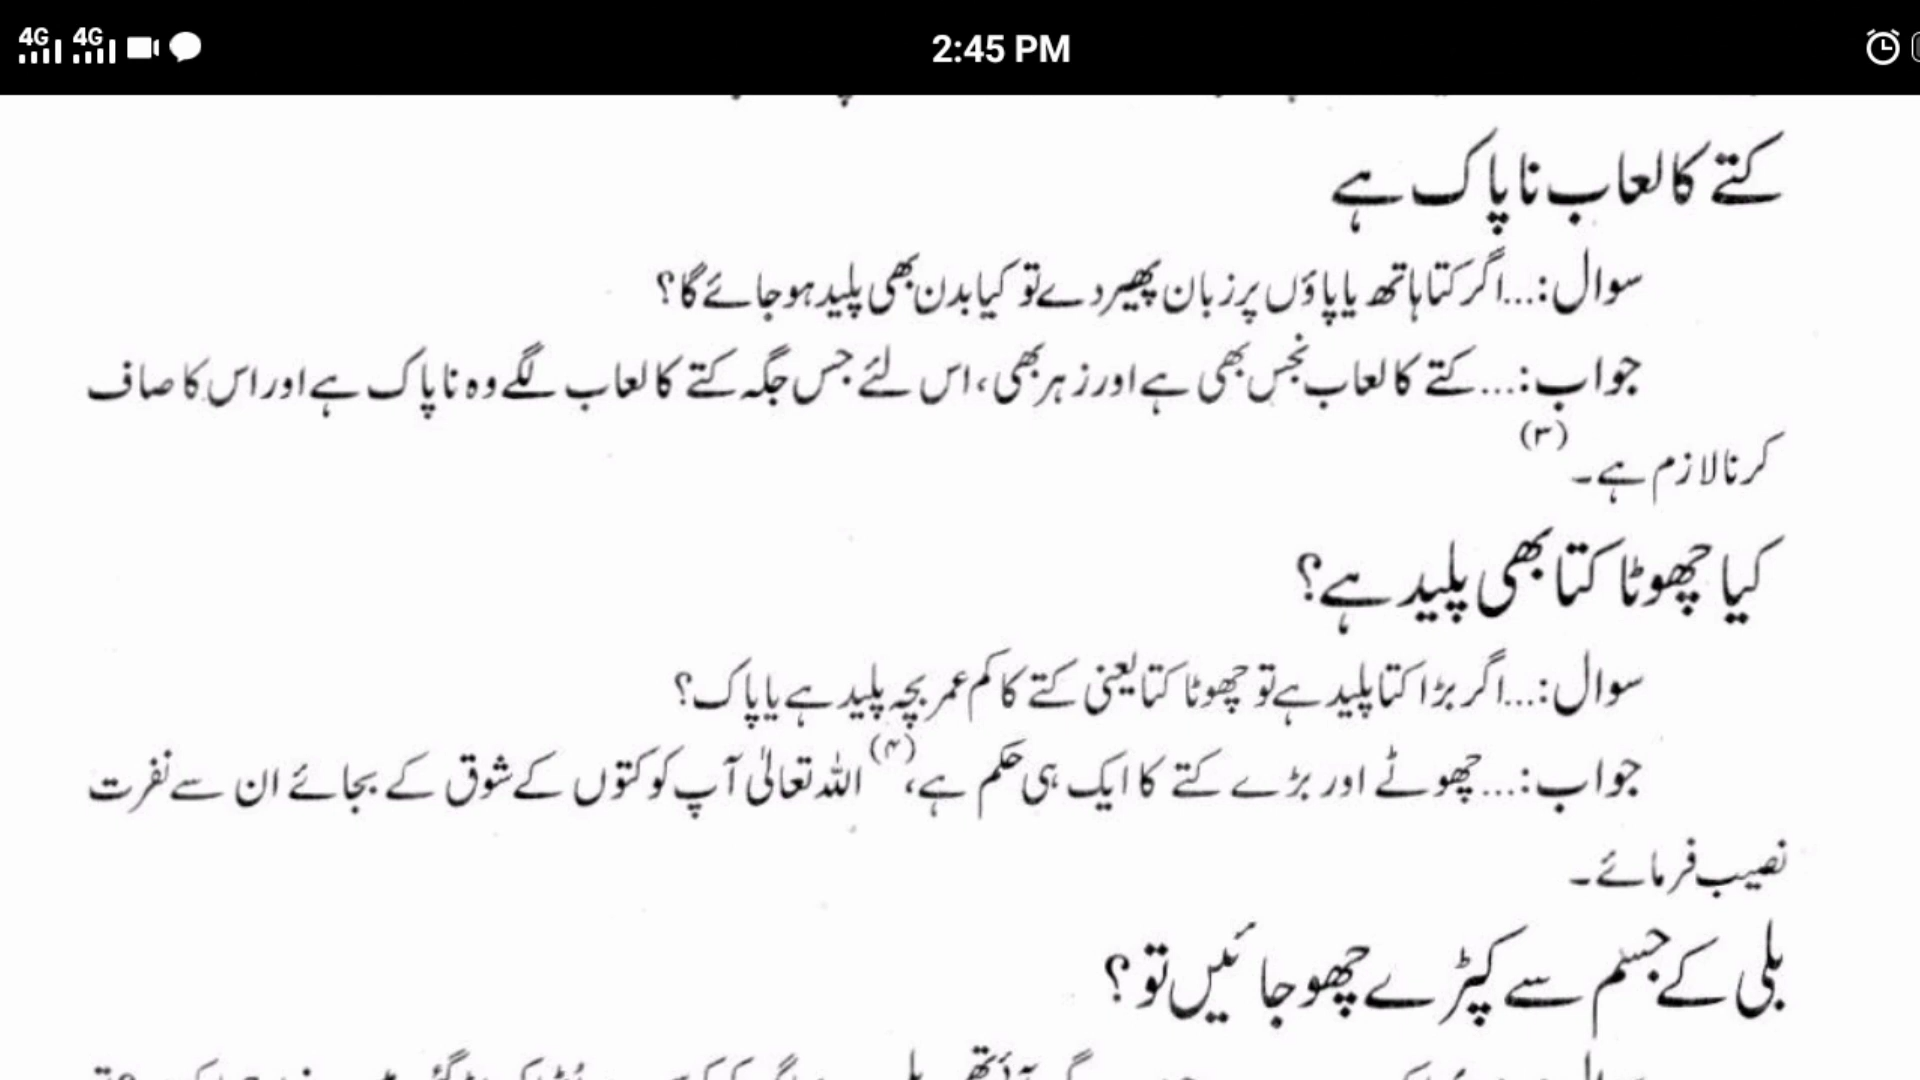 4G 4G 2:45 PM
کتے کا لعاب ناپاک ہے
سوال:...اگر کتا ہاتھ یا پاؤں پر زبان پھیر دے تو کیا بدن بھی پلید ہو جائے گا؟
جواب:...کتے کا لعاب نجس بھی ہے اور زہر بھی، اس لئے جس جگہ کتے کا لعاب لگے وہ ناپاک ہے اور اس کا صاف
کرنا لازم ہے۔ (۳)
کیا چھوٹا کتا بھی پلید ہے؟
سوال:...اگر بڑا کتا پلید ہے تو چھوٹا کتا یعنی کتے کا کم عمر بچہ پلید ہے یا پاک؟
جواب:...چھوٹے اور بڑے کتے کا ایک ہی حکم ہے، (۴) اللہ تعالیٰ آپ کو کتوں کے شوق کے بجائے ان سے نفرت
نصیب فرمائے۔
بلی کے جسم سے کپڑے چھو جائیں تو؟